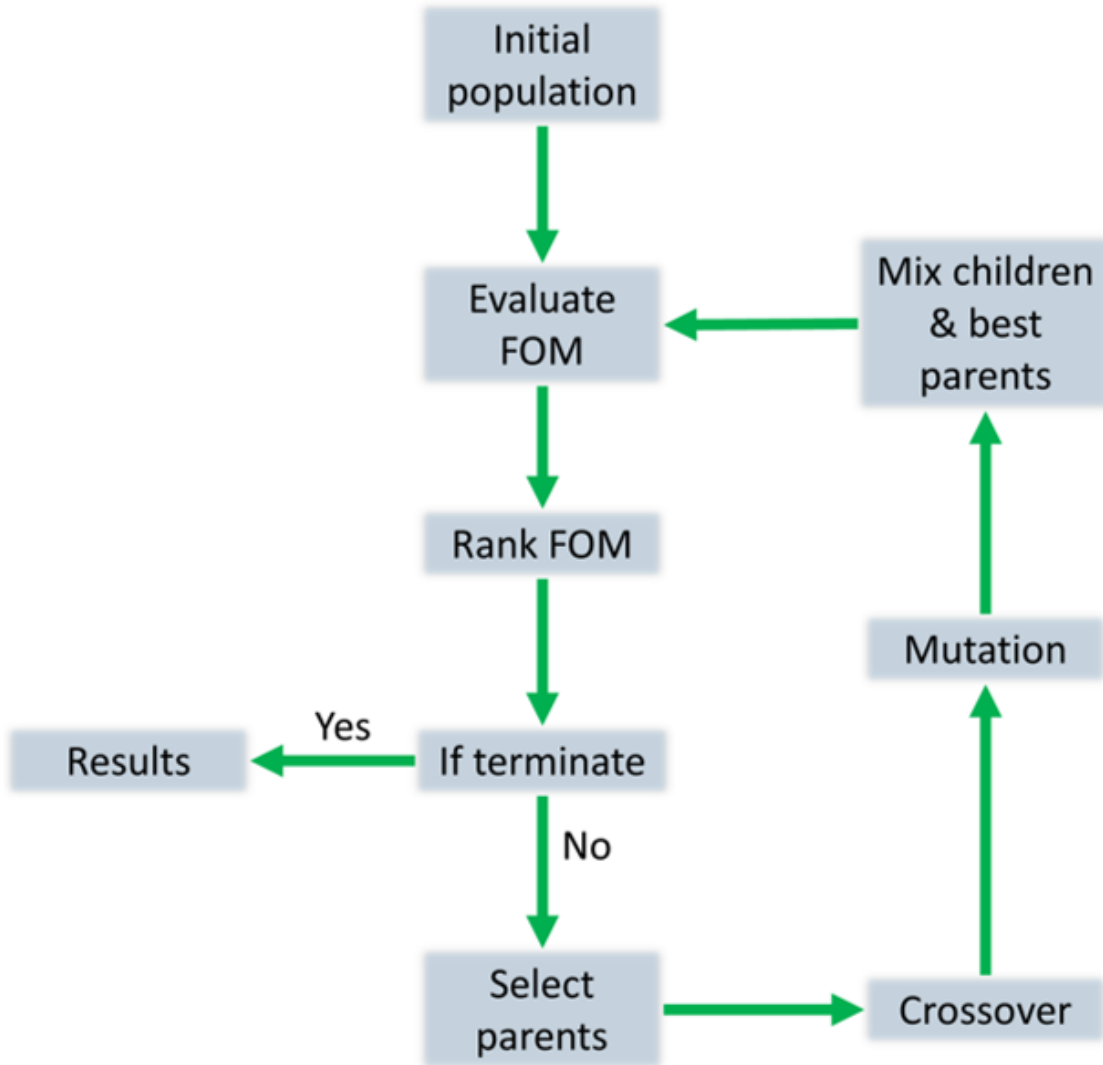 Initial
population
Evaluate
FOM
Mix children
& best
parents
Rank FOM
Mutation
Yes
Results
If terminate
No
Select
parents
Crossover